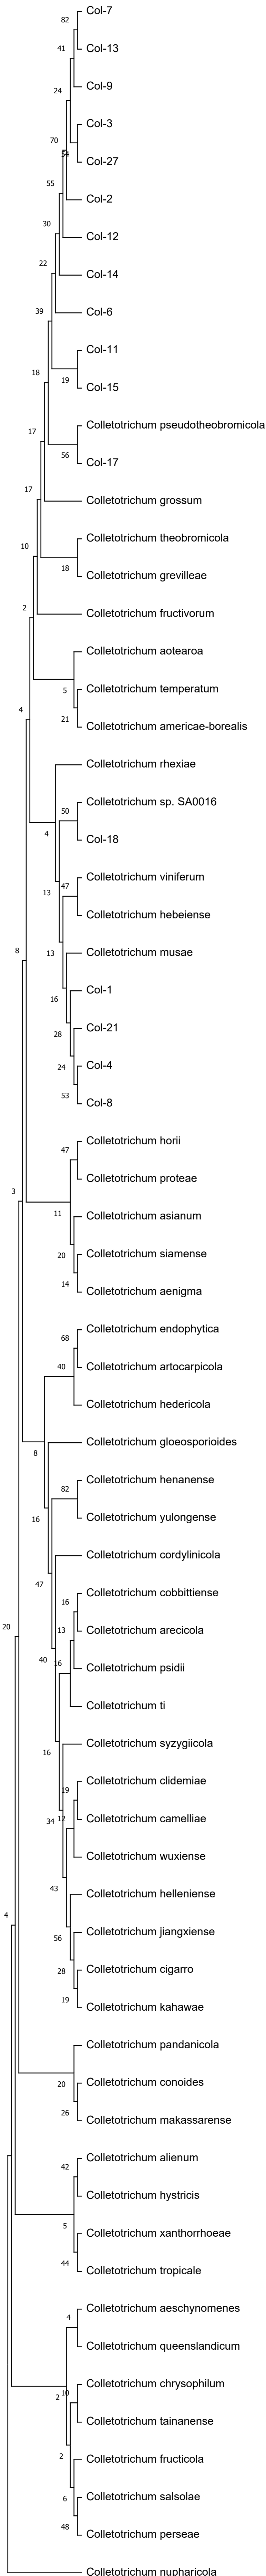 Col-7
82
Col-13
41
Col-9
24
Col-3
70
54
Col-27
55
Col-2
30
Col-12
22
Col-14
39
Col-6
Col-11
18
19
Col-15
Colletotrichum pseudotheobromicola
17
56
Col-17
17
Colletotrichum grossum
Colletotrichum theobromicola
10
18
Colletotrichum grevilleae
2
Colletotrichum fructivorum
Colletotrichum aotearoa
5
Colletotrichum temperatum
4
21
Colletotrichum americae-borealis
Colletotrichum rhexiae
50
Colletotrichum sp. SA0016
4
Col-18
47
Colletotrichum viniferum
13
Colletotrichum hebeiense
8
13
Colletotrichum musae
16
Col-1
28
Col-21
24
Col-4
53
Col-8
Colletotrichum horii
47
Colletotrichum proteae
3
11
Colletotrichum asianum
20
Colletotrichum siamense
14
Colletotrichum aenigma
Colletotrichum endophytica
68
40
Colletotrichum artocarpicola
Colletotrichum hedericola
8
Colletotrichum gloeosporioides
82
Colletotrichum henanense
16
Colletotrichum yulongense
Colletotrichum cordylinicola
47
16
Colletotrichum cobbittiense
13
Colletotrichum arecicola
20
40
16
Colletotrichum psidii
Colletotrichum ti
16
Colletotrichum syzygiicola
19
Colletotrichum clidemiae
34
12
Colletotrichum camelliae
Colletotrichum wuxiense
43
Colletotrichum helleniense
4
56
Colletotrichum jiangxiense
28
Colletotrichum cigarro
19
Colletotrichum kahawae
Colletotrichum pandanicola
20
Colletotrichum conoides
26
Colletotrichum makassarense
42
Colletotrichum alienum
Colletotrichum hystricis
5
Colletotrichum xanthorrhoeae
44
Colletotrichum tropicale
4
Colletotrichum aeschynomenes
Colletotrichum queenslandicum
2
10
Colletotrichum chrysophilum
Colletotrichum tainanense
2
Colletotrichum fructicola
6
Colletotrichum salsolae
48
Colletotrichum perseae
Colletotrichum nupharicola